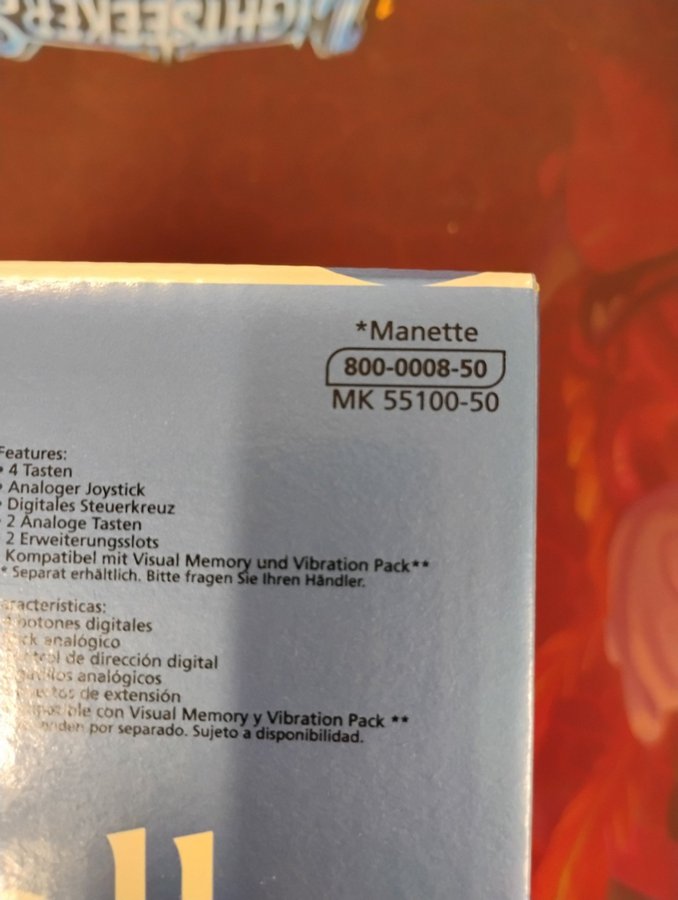 LIGHTSEEKERS
*Manette
800-0008-50
MK 55100-50
Features:
• 4 Tasten
• Analoger Joystick
• Digitales Steuerkreuz
• 2 Analoge Tasten
• 2 Erweiterungsslots
Kompatibel mit Visual Memory und Vibration Pack**
* Separat erhältlich. Bitte fragen Sie Ihren Händler.
botones digitales
analógico
de dirección digital
analógicos
de extensión
con Visual Memory y Vibration Pack **
por separado. Sujeto a disponibilidad.